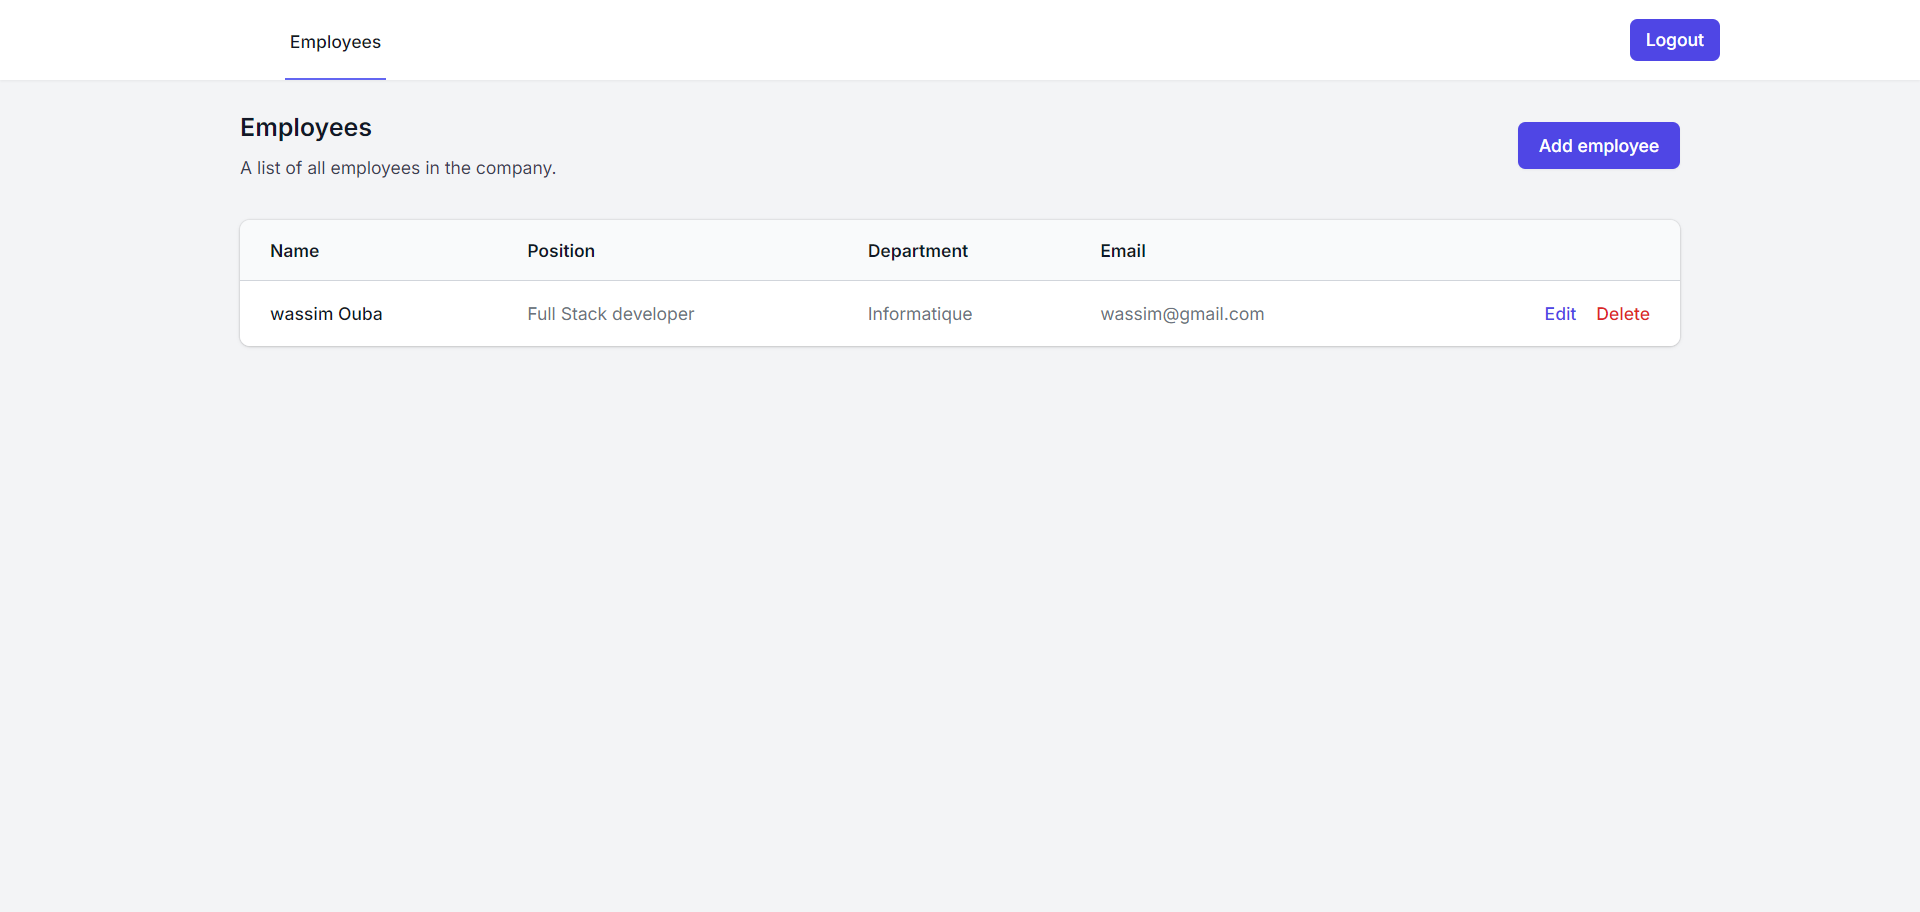 Employees
Logout
Employees
A list of all employees in the company.
Add employee
Name Position Department Email
wassim Ouba Full Stack developer Informatique wassim@gmail.com Edit Delete